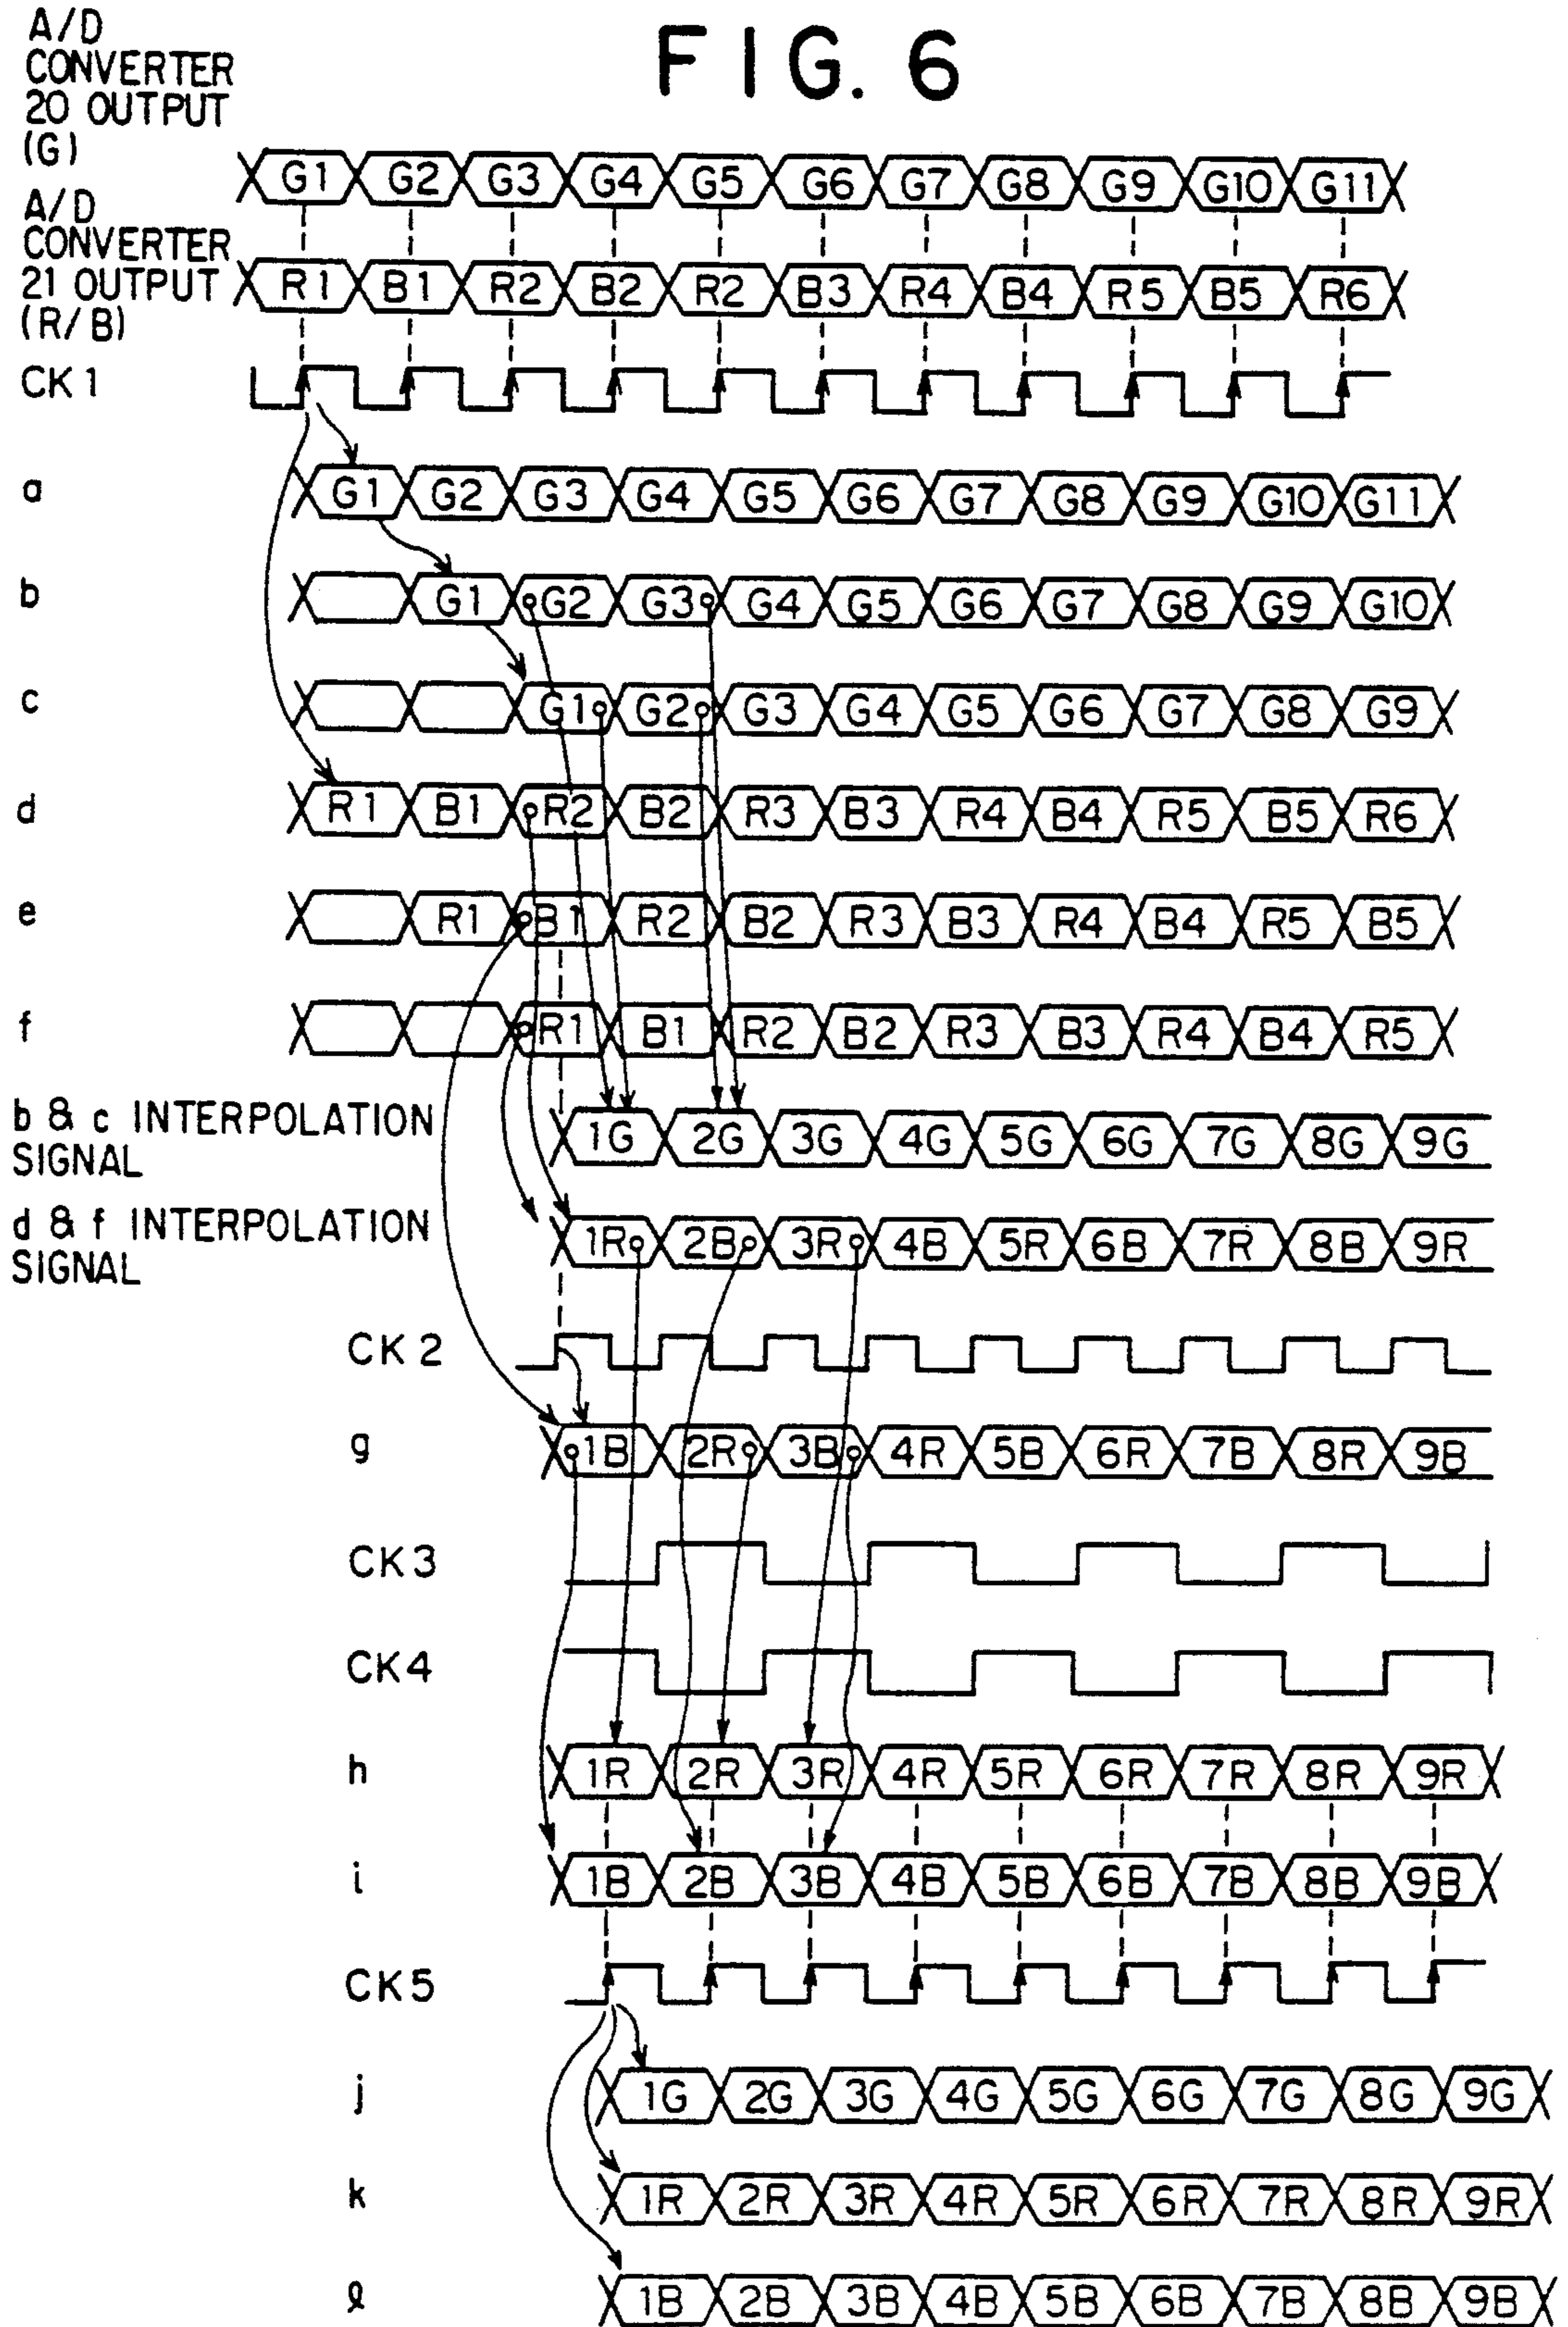 FIG. 6
A/D
CONVERTER
20 OUTPUT
(G)
G1 G2 G3 G4 G5 G6 G7 G8 G9 G10 G11
A/D
CONVERTER
21 OUTPUT
(R/B)
R1 B1 R2 B2 R2 B3 R4 B4 R5 B5 R6
CK1
a G1 G2 G3 G4 G5 G6 G7 G8 G9 G10 G11
b G1 G2 G3 G4 G5 G6 G7 G8 G9 G10
c G1 G2 G3 G4 G5 G6 G7 G8 G9
d R1 B1 R2 B2 R3 B3 R4 B4 R5 B5 R6
e R1 B1 R2 B2 R3 B3 R4 B4 R5 B5
f R1 B1 R2 B2 R3 B3 R4 B4 R5
b & c INTERPOLATION
SIGNAL
1G 2G 3G 4G 5G 6G 7G 8G 9G
d & f INTERPOLATION
SIGNAL
1R 2B 3R 4B 5R 6B 7R 8B 9R
CK2
g 1B 2R 3B 4R 5B 6R 7B 8R 9B
CK3
CK4
h 1R 2R 3R 4R 5R 6R 7R 8R 9R
i 1B 2B 3B 4B 5B 6B 7B 8B 9B
CK5
j 1G 2G 3G 4G 5G 6G 7G 8G 9G
k 1R 2R 3R 4R 5R 6R 7R 8R 9R
l 1B 2B 3B 4B 5B 6B 7B 8B 9B